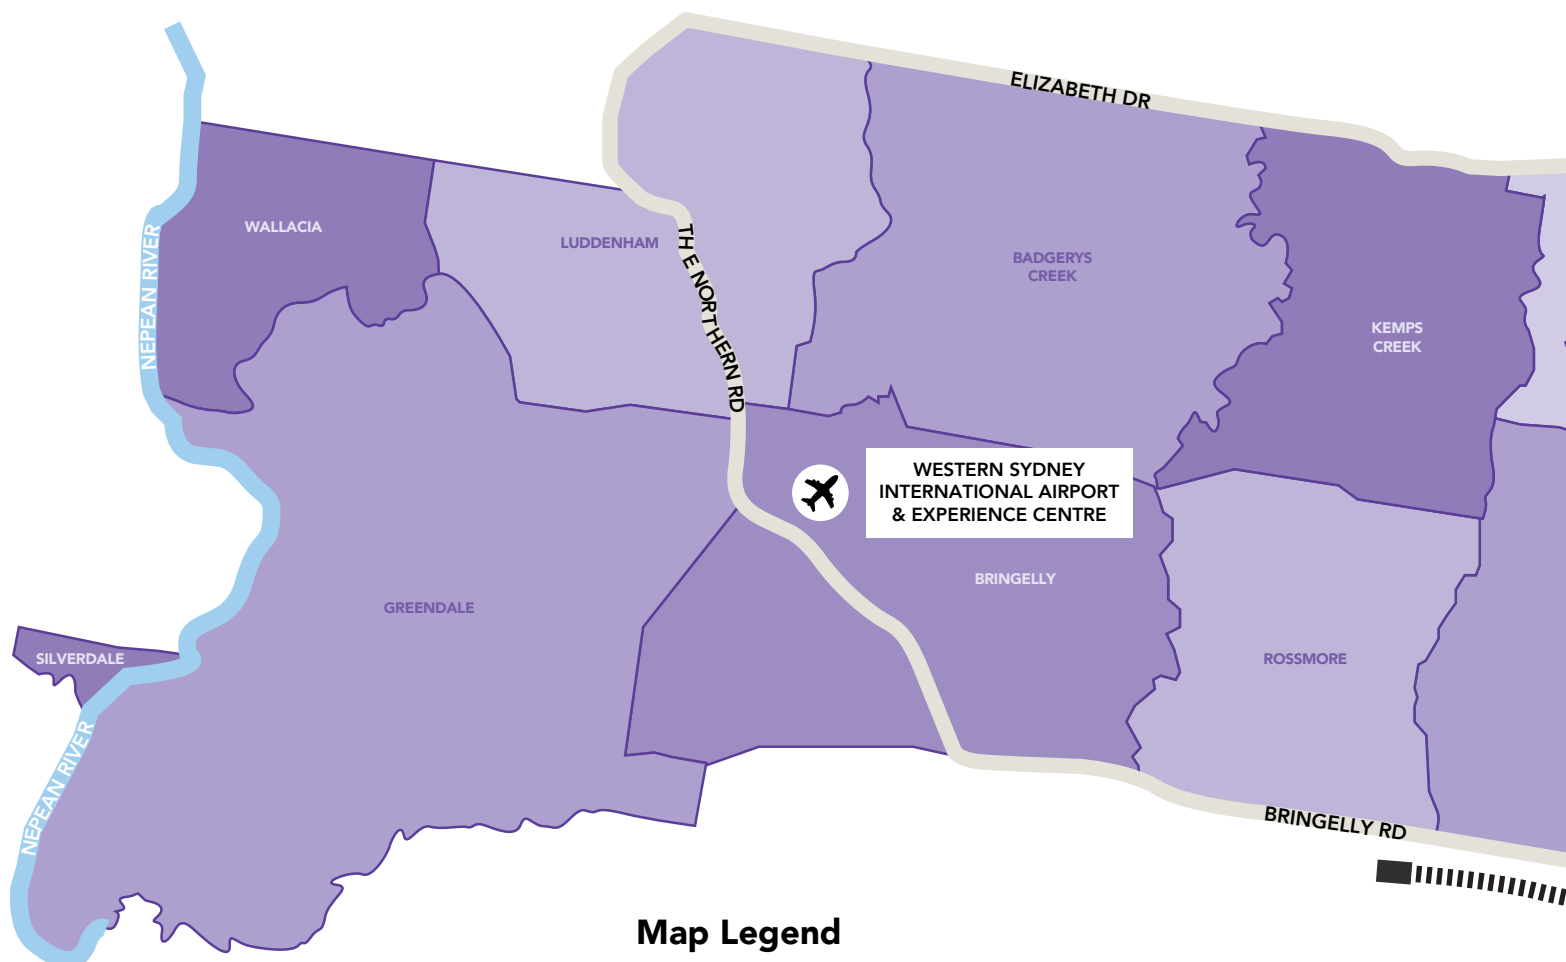 ELIZABETH DR
WALLACIA
LUDDENHAM
BADGERYS
CREEK
NEPEAN RIVER
THE NORTHERN RD
KEMPS
CREEK
WESTERN SYDNEY
INTERNATIONAL AIRPORT
& EXPERIENCE CENTRE
BRINGELLY
GREENDALE
SILVERDALE
ROSSMORE
NEPEAN RIVER
BRINGELLY RD
Map Legend